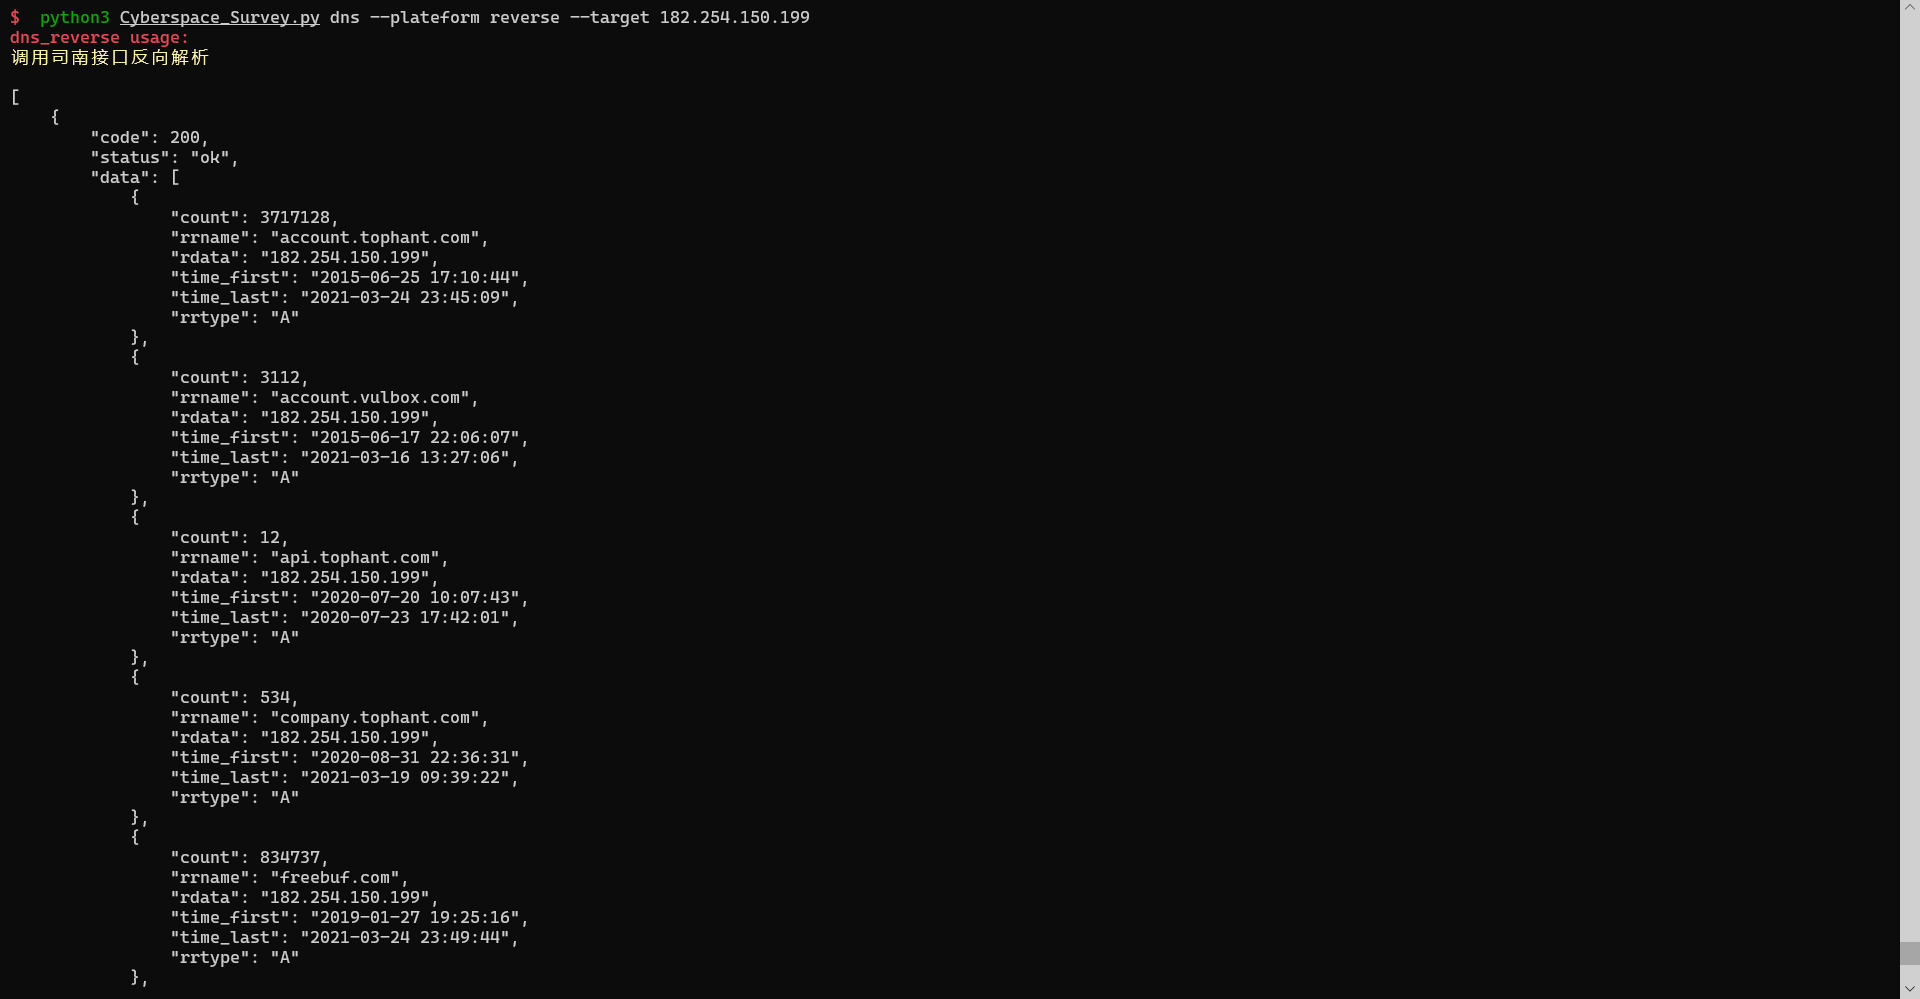 $  python3 Cyberspace_Survey.py dns --plateform reverse --target 182.254.150.199
dns_reverse usage:
调用司南接口反向解析
[
    {
        "code": 200,
        "status": "ok",
        "data": [
            {
                "count": 3717128,
                "rrname": "account.tophant.com",
                "rdata": "182.254.150.199",
                "time_first": "2015-06-25 17:10:44",
                "time_last": "2021-03-24 23:45:09",
                "rrtype": "A"
            },
            {
                "count": 3112,
                "rrname": "account.vulbox.com",
                "rdata": "182.254.150.199",
                "time_first": "2015-06-17 22:06:07",
                "time_last": "2021-03-16 13:27:06",
                "rrtype": "A"
            },
            {
                "count": 12,
                "rrname": "api.tophant.com",
                "rdata": "182.254.150.199",
                "time_first": "2020-07-20 10:07:43",
                "time_last": "2020-07-23 17:42:01",
                "rrtype": "A"
            },
            {
                "count": 534,
                "rrname": "company.tophant.com",
                "rdata": "182.254.150.199",
                "time_first": "2020-08-31 22:36:31",
                "time_last": "2021-03-19 09:39:22",
                "rrtype": "A"
            },
            {
                "count": 834737,
                "rrname": "freebuf.com",
                "rdata": "182.254.150.199",
                "time_first": "2019-01-27 19:25:16",
                "time_last": "2021-03-24 23:49:44",
                "rrtype": "A"
            },